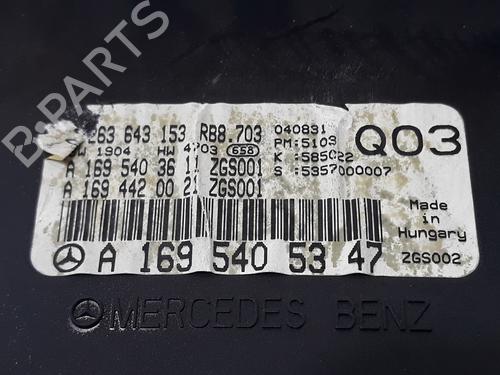 263 643 153 RB8.703 040831 Q03
1904 HW 4703 658 PM:5109
A 169 540 36 11 ZGS001 K : 585022
A 169 442 00 21 ZGS001 S : 5357000007
Made in Hungary
A 169 540 53 47 ZGS002
MERCEDES BENZ
B-PARTS